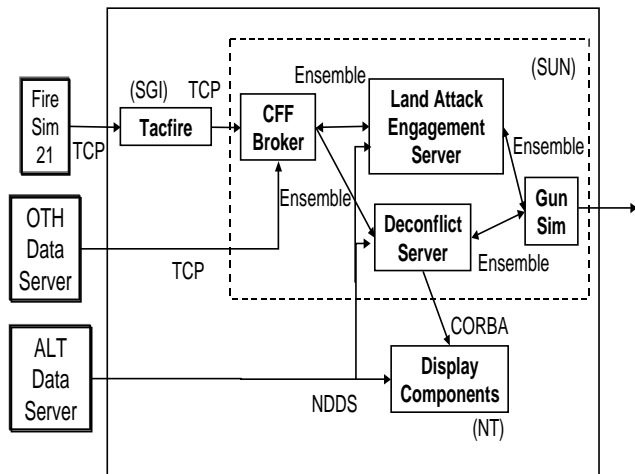 (SUN)
Ensemble
(SGI)
TCP
Fire
Sim
21
TCP
Tacfire
CFF
Broker
Land Attack
Engagement
Server
Ensemble
Gun
Sim
Ensemble
OTH
Data
Server
TCP
Deconflict
Server
Ensemble
CORBA
ALT
Data
Server
NDDS
Display
Components
(NT)